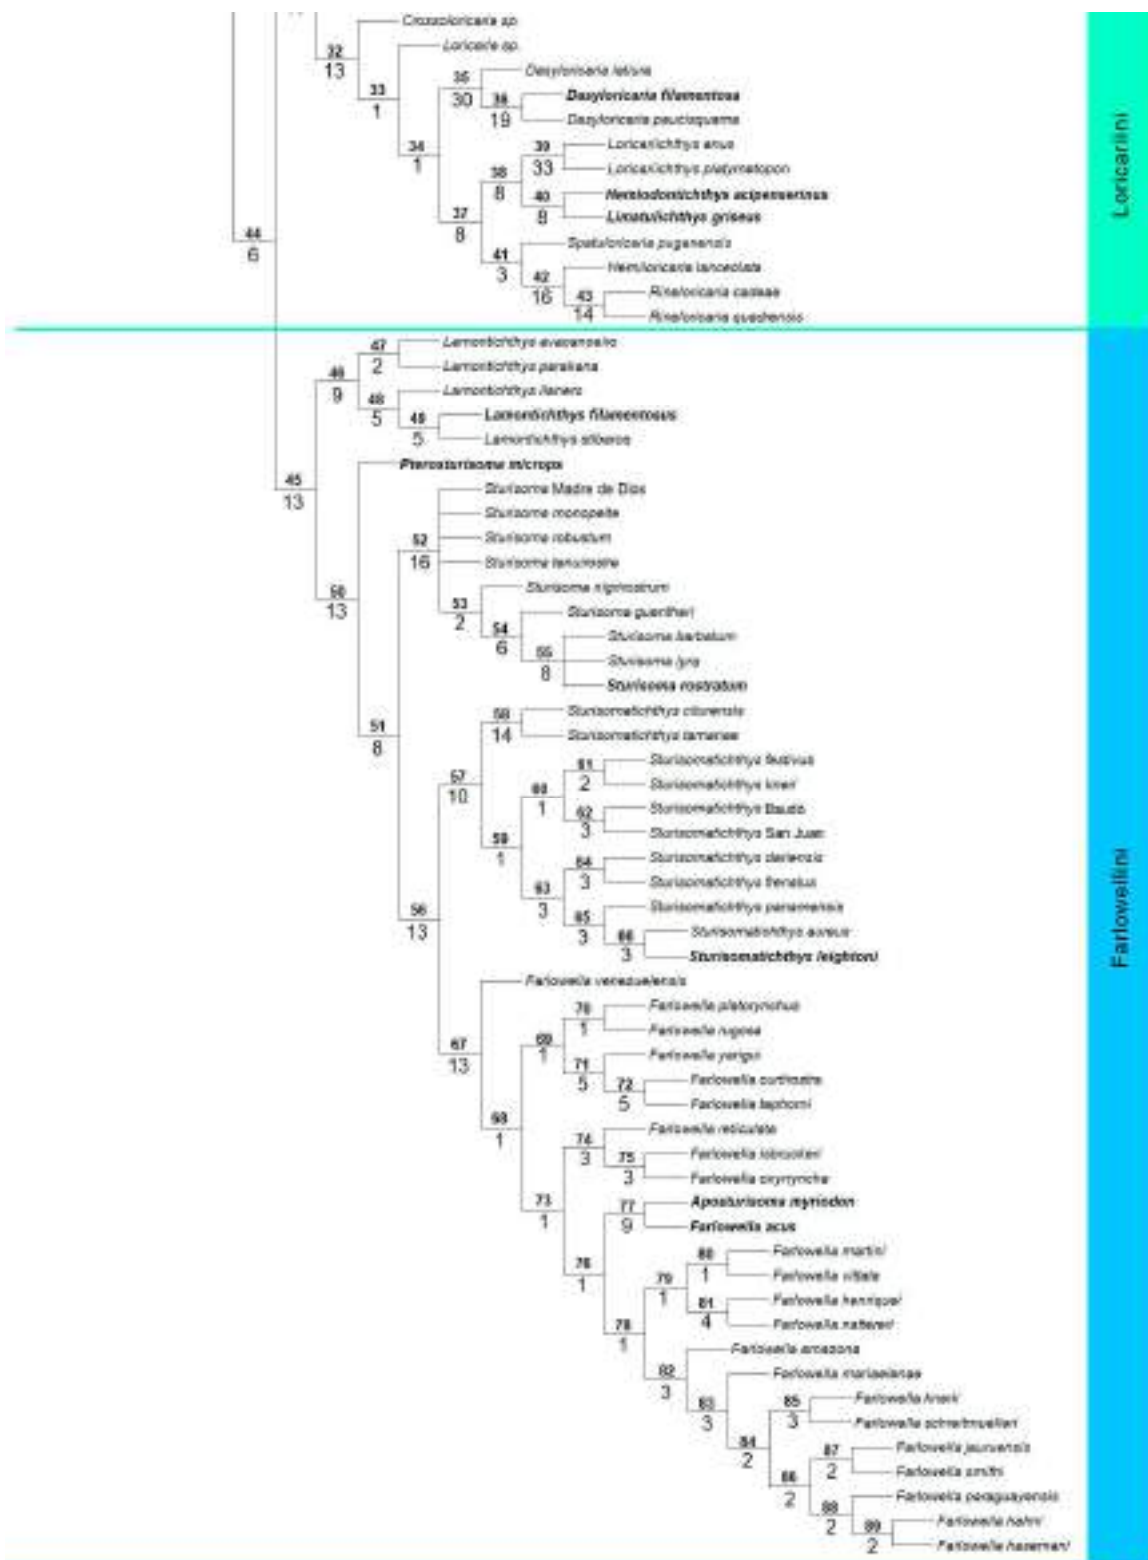 Crossoloricaria sp.
Loricaria sp.
32
13
33
1
35
30
Dasyloricaria latiura
36
19
Dasyloricaria filamentosa
Dasyloricaria paucisquama
34
1
39
33
Loricariichthys anus
Loricariichthys platymetopon
38
8
40
8
Hemiodontichthys acipenserinus
Limatulichthys griseus
37
8
Loricariini
44
6
41
3
Spatuloricaria puganensis
42
16
Hemiloricaria lanceolata
43
14
Rineloricaria
Rineloricaria quadrensis
47
2
Lamontichthys avacanoeiro
Lamontichthys parakana
46
9
48
5
Lamontichthys llanero
49
5
Lamontichthys filamentosus
Lamontichthys stibaros
45
13
Pterosturisoma microps
Sturisoma Madre de Dios
Sturisoma monopelte
Sturisoma robustum
52
16
Sturisoma tenuirostre
50
13
53
2
Sturisoma nigrirostrum
54
6
Sturisoma guentheri
55
8
Sturisoma barbatum
Sturisoma lyra
Sturisoma rostratum
51
8
58
14
Sturisomatichthys citurensis
Sturisomatichthys tamanae
57
10
61
2
Sturisomatichthys festivus
Sturisomatichthys kneri
60
1
62
3
Sturisomatichthys Baudó
Sturisomatichthys San Juan
59
1
64
3
Sturisomatichthys dariensis
Sturisomatichthys frenatus
63
3
65
3
Sturisomatichthys panamensis
66
3
Sturisomatichthys aureus
Sturisomatichthys leightoni
Farlowellini
56
13
Farlowella venezuelensis
67
13
70
1
Farlowella platorynchus
Farlowella rugosa
69
1
71
5
Farlowella yarigui
72
5
Farlowella curtirostra
Farlowella taphorni
68
1
74
3
Farlowella reticulata
75
3
Farlowella
Farlowella oxyrryncha
73
1
77
9
Aposturisoma myriodon
Farlowella acus
76
1
80
1
Farlowella martini
Farlowella vittata
79
1
81
4
Farlowella henriquei
Farlowella nattereri
78
1
82
3
Farlowella amazona
83
3
Farlowella mariaelenae
85
3
Farlowella knerii
Farlowella schreitmuelleri
84
2
87
2
Farlowella jauruensis
Farlowella smithi
86
2
88
2
Farlowella paraguayensis
89
2
Farlowella hahni
Farlowella hasemani